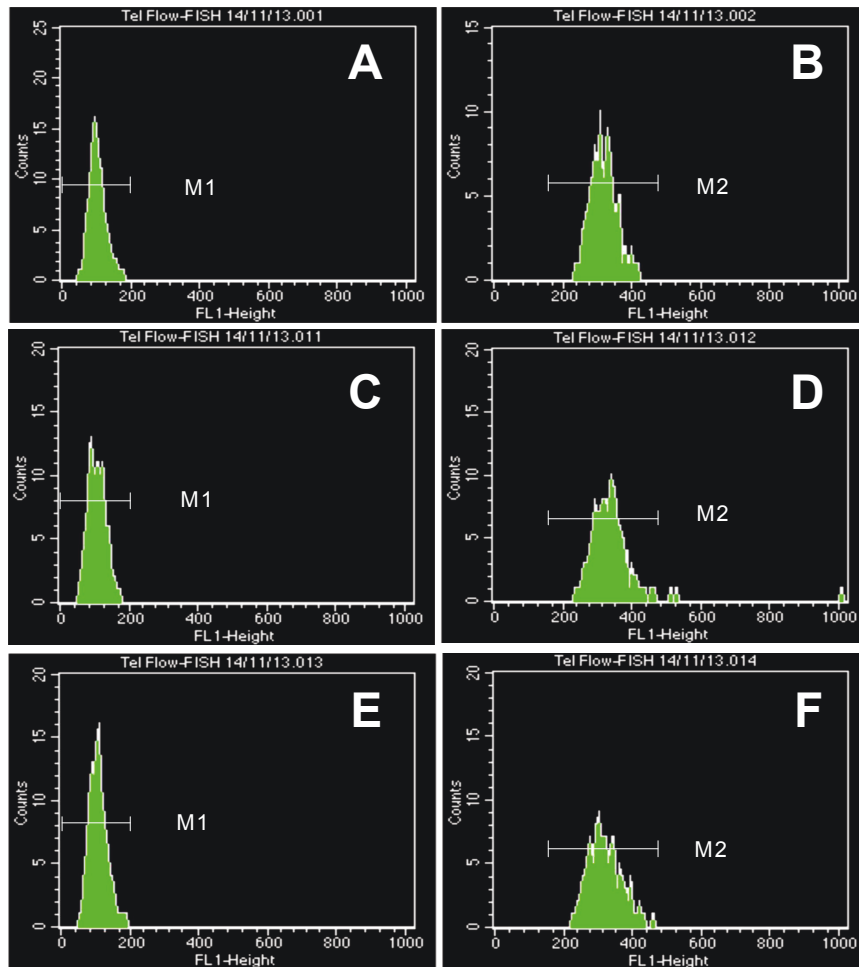 Tel Flow-FISH 14/11/13.001
A
Counts
25
20
15
10
5
0
M1
0 200 400 600 800 1000
FL1-Height
Tel Flow-FISH 14/11/13.002
B
Counts
15
10
5
0
M2
0 200 400 600 800 1000
FL1-Height
Tel Flow-FISH 14/11/13.011
C
Counts
20
15
10
5
0
M1
0 200 400 600 800 1000
FL1-Height
Tel Flow-FISH 14/11/13.012
D
Counts
20
15
10
5
0
M2
0 200 400 600 800 1000
FL1-Height
Tel Flow-FISH 14/11/13.013
E
Counts
20
15
10
5
0
M1
0 200 400 600 800 1000
FL1-Height
Tel Flow-FISH 14/11/13.014
F
Counts
20
15
10
5
0
M2
0 200 400 600 800 1000
FL1-Height